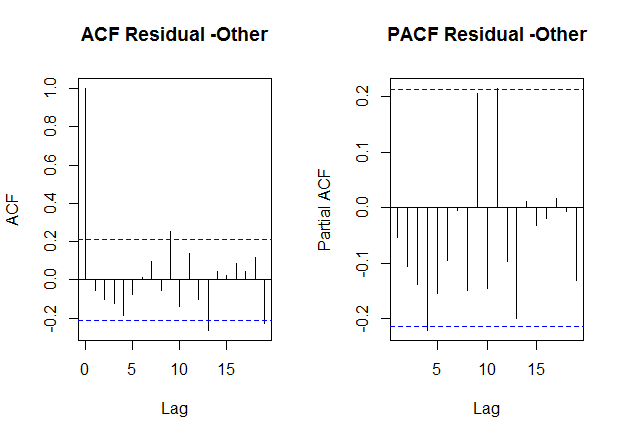 ACF Residual -Other
ACF
1.0
0.8
0.6
0.4
0.2
0.0
-0.2
0 5 10 15
Lag
PACF Residual -Other
Partial ACF
0.2
0.1
0.0
-0.1
-0.2
5 10 15
Lag